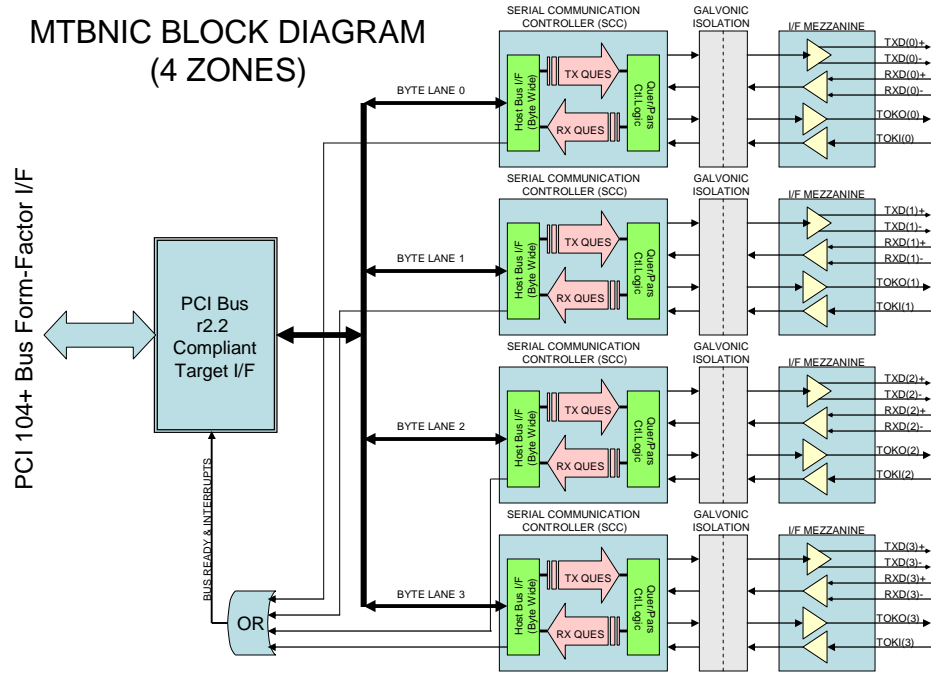 MTBNIC BLOCK DIAGRAM
(4 ZONES)
PCI 104+ Bus Form-Factor I/F
PCI Bus
r2.2
Compliant
Target I/F
BUS READY & INTERRUPTS
OR
BYTE LANE 0
SERIAL COMMUNICATION
CONTROLLER (SCC)
Host Bus I/F
(Byte Wide)
TX QUES
RX QUES
Quer/Pars
Ctl.Logic
GALVONIC
ISOLATION
I/F MEZZANINE
TXD(0)+
TXD(0)-
RXD(0)+
RXD(0)-
TOKO(0)
TOKI(0)
BYTE LANE 1
SERIAL COMMUNICATION
CONTROLLER (SCC)
Host Bus I/F
(Byte Wide)
TX QUES
RX QUES
Quer/Pars
Ctl.Logic
GALVONIC
ISOLATION
I/F MEZZANINE
TXD(1)+
TXD(1)-
RXD(1)+
RXD(1)-
TOKO(1)
TOKI(1)
BYTE LANE 2
SERIAL COMMUNICATION
CONTROLLER (SCC)
Host Bus I/F
(Byte Wide)
TX QUES
RX QUES
Quer/Pars
Ctl.Logic
GALVONIC
ISOLATION
I/F MEZZANINE
TXD(2)+
TXD(2)-
RXD(2)+
RXD(2)-
TOKO(2)
TOKI(2)
BYTE LANE 3
SERIAL COMMUNICATION
CONTROLLER (SCC)
Host Bus I/F
(Byte Wide)
TX QUES
RX QUES
Quer/Pars
Ctl.Logic
GALVONIC
ISOLATION
I/F MEZZANINE
TXD(3)+
TXD(3)-
RXD(3)+
RXD(3)-
TOKO(3)
TOKI(3)